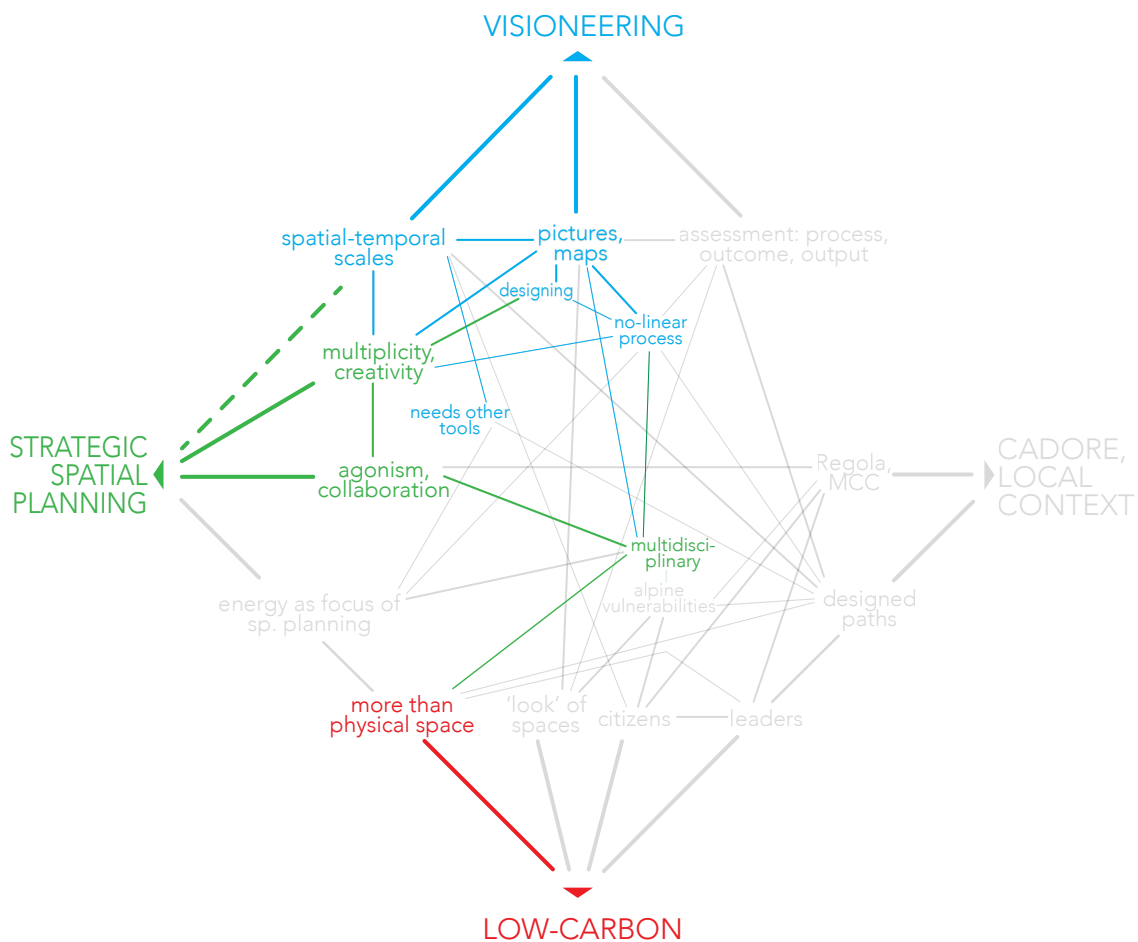 VISIONEERING
spatial-temporal
scales
pictures,
maps
assessment: process,
outcome, output
designing
no-linear
process
multiplicity,
creativity
needs other
tools
STRATEGIC
SPATIAL
PLANNING
agonism,
collaboration
Regola,
MCC
CADORE,
LOCAL
CONTEXT
multidisci-
plinary
alpine
vulnerabilities
energy as focus of
sp. planning
designed
paths
more than
physical space
'look' of
spaces
citizens
leaders
LOW-CARBON